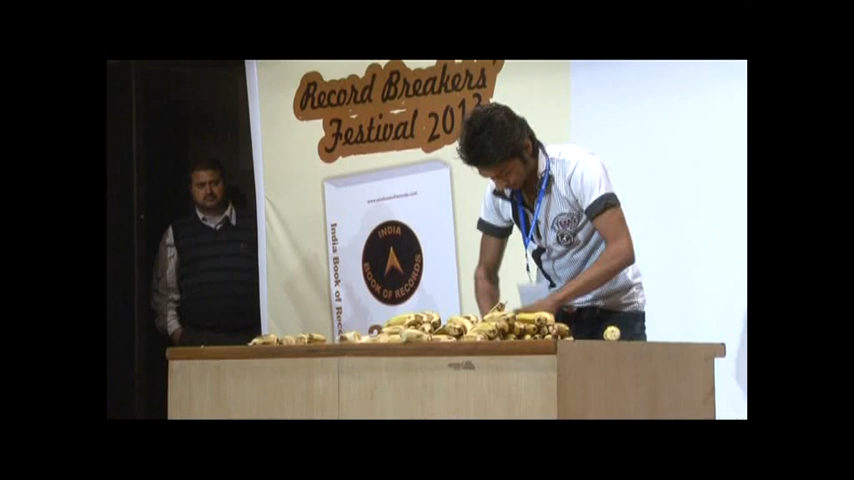 Record Breakers'
Festival 2013
INDIA
BOOK OF RECORDS
India Book of Rec